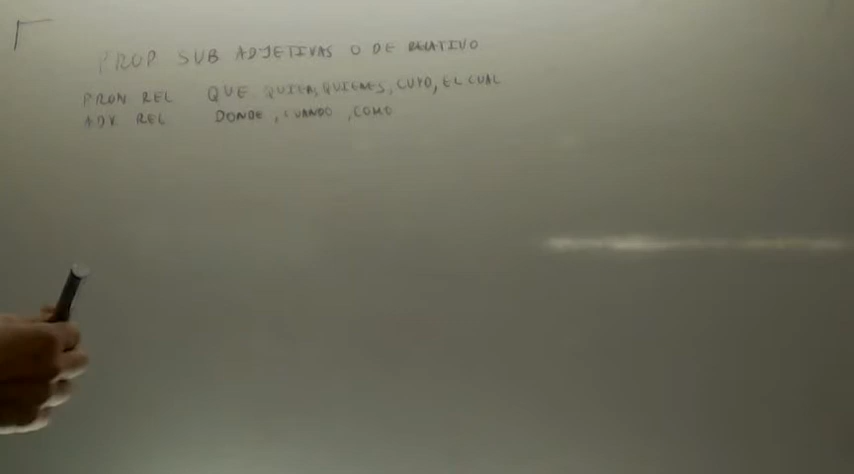 PROP SUB ADJETIVAS O DE RELATIVO
PRON REL QUE QUIEN, QUIENES, CUYO, EL CUAL
ADV REL DONDE, CUANDO, COMO